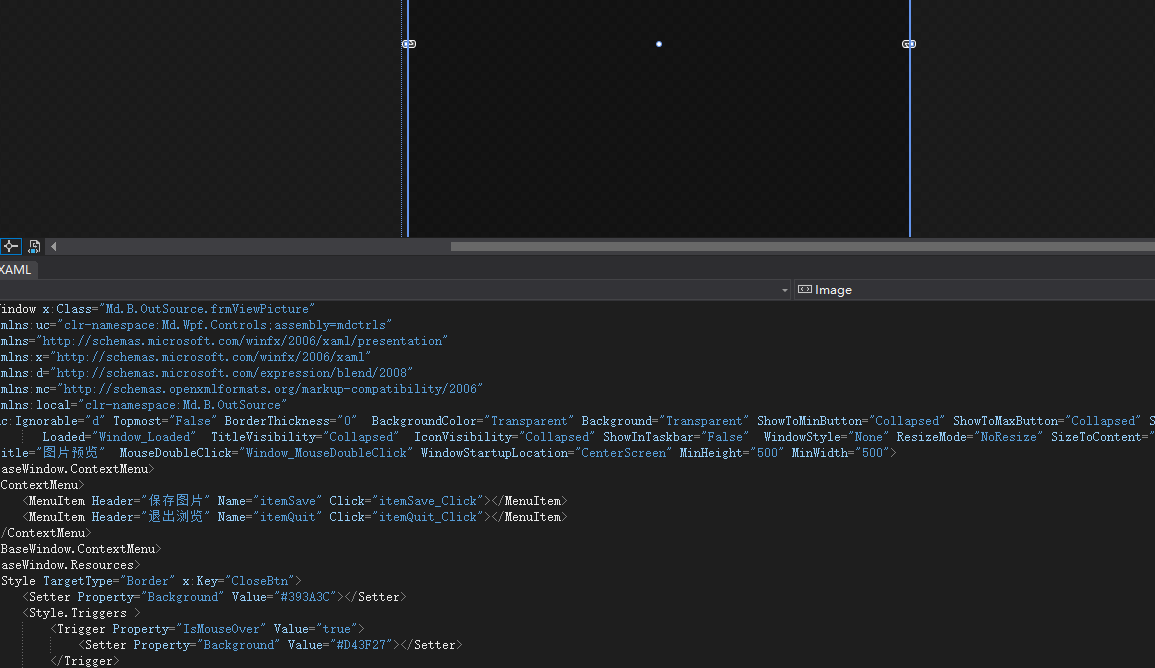 XAML
Image
Window x:Class="Md.B.OutSource.frmViewPicture"
mlns:uc="clr-namespace:Md.Wpf.Controls;assembly=mdctrls"
mlns="http://schemas.microsoft.com/winfx/2006/xaml/presentation"
mlns:x="http://schemas.microsoft.com/winfx/2006/xaml"
mlns:d="http://schemas.microsoft.com/expression/blend/2008"
mlns:mc="http://schemas.openxmlformats.org/markup-compatibility/2006"
mlns:local="clr-namespace:Md.B.OutSource"
c:Ignorable="d" Topmost="False" BorderThickness="0" BackgroundColor="Transparent" Background="Transparent" ShowToMinButton="Collapsed" ShowToMaxButton="Collapsed" S
Loaded="Window_Loaded" TitleVisibility="Collapsed" IconVisibility="Collapsed" ShowInTaskbar="False" WindowStyle="None" ResizeMode="NoResize" SizeToContent="
itle="图片预览" MouseDoubleClick="Window_MouseDoubleClick" WindowStartupLocation="CenterScreen" MinHeight="500" MinWidth="500">
aseWindow.ContextMenu>
ContextMenu>
<MenuItem Header="保存图片" Name="itemSave" Click="itemSave_Click"></MenuItem>
<MenuItem Header="退出浏览" Name="itemQuit" Click="itemQuit_Click"></MenuItem>
/ContextMenu>
BaseWindow.ContextMenu>
aseWindow.Resources>
Style TargetType="Border" x:Key="CloseBtn">
<Setter Property="Background" Value="#393A3C"></Setter>
<Style.Triggers >
<Trigger Property="IsMouseOver" Value="true">
<Setter Property="Background" Value="#D43F27"></Setter>
</Trigger>